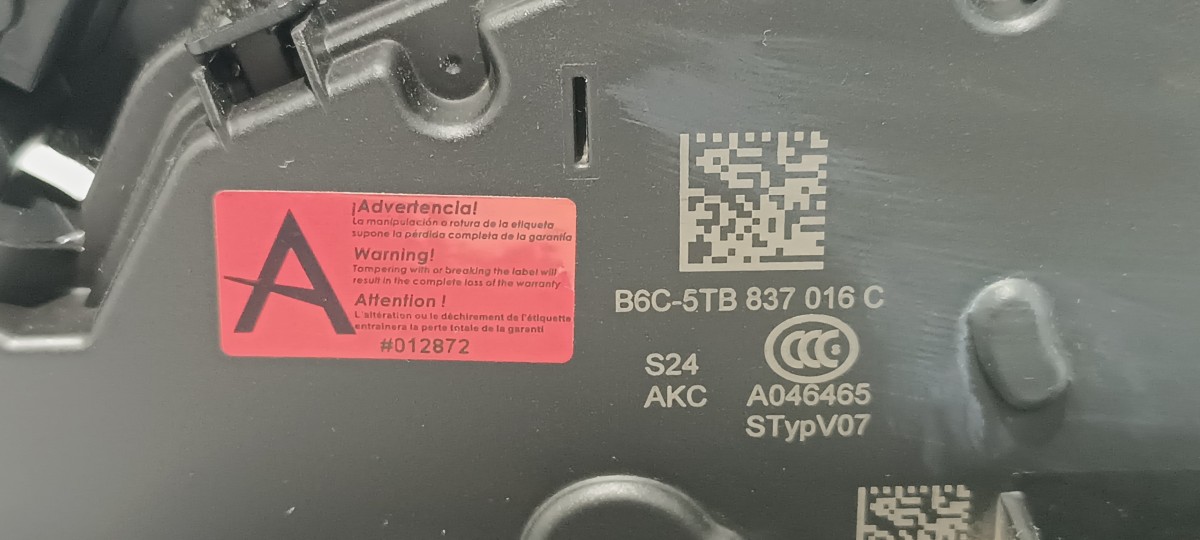 ¡Advertencia!
La manipulación o rotura de la etiqueta
supone la pérdida completa de la garantía
Warning!
Tampering with or breaking the label will
result in the complete loss of the warranty
Attention !
L'altération ou le déchirement de l'étiquette
entraînera la perte totale de la garanti
#012872
B6C-5TB 837 016 C
CCC
S24
AKC
A046465
STypV07